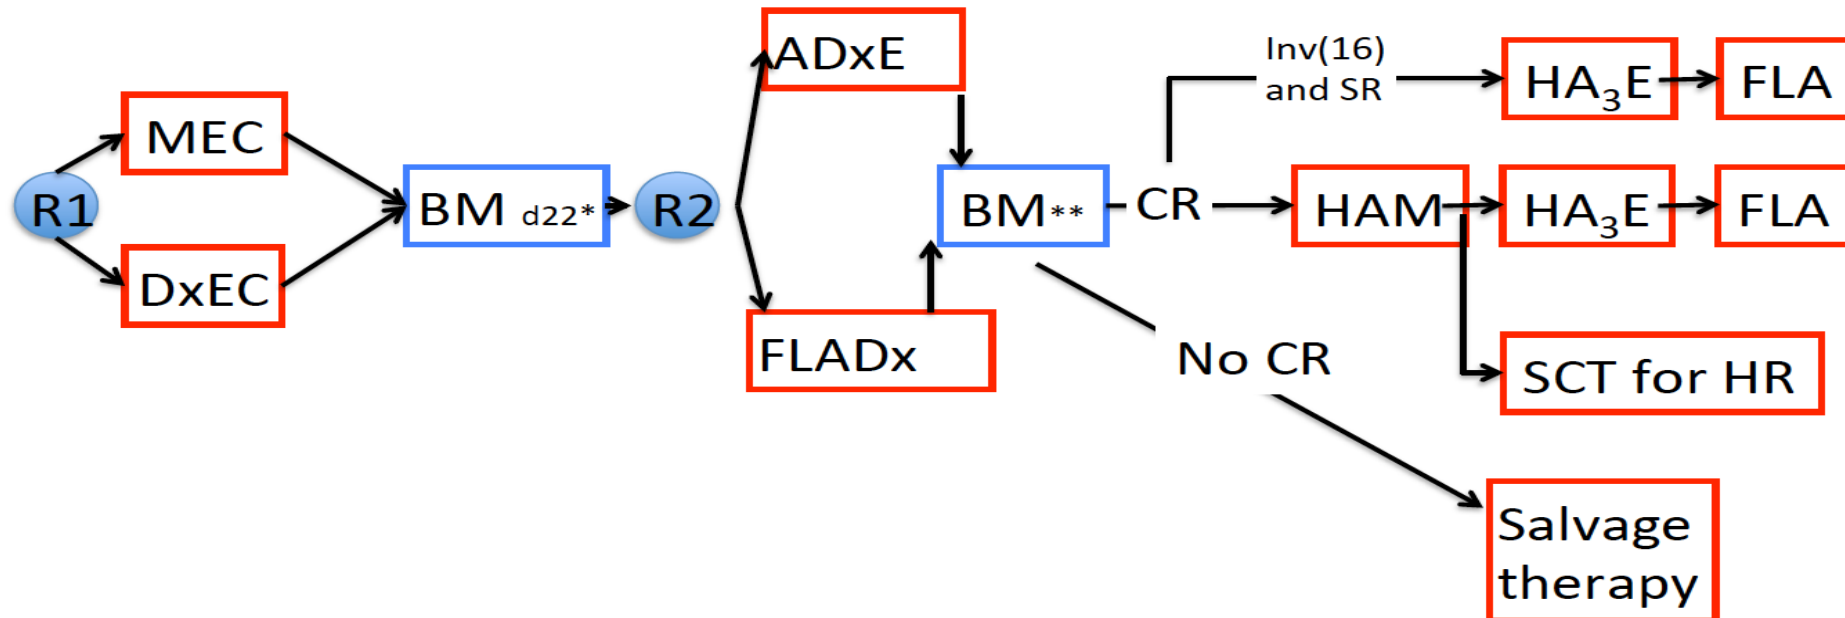 R1
MEC
DxEC
BM d22*
R2
ADxE
FLADx
BM**
CR
Inv(16)
and SR
HA₃E
FLA
HAM
HA₃E
FLA
SCT for HR
No CR
Salvage
therapy